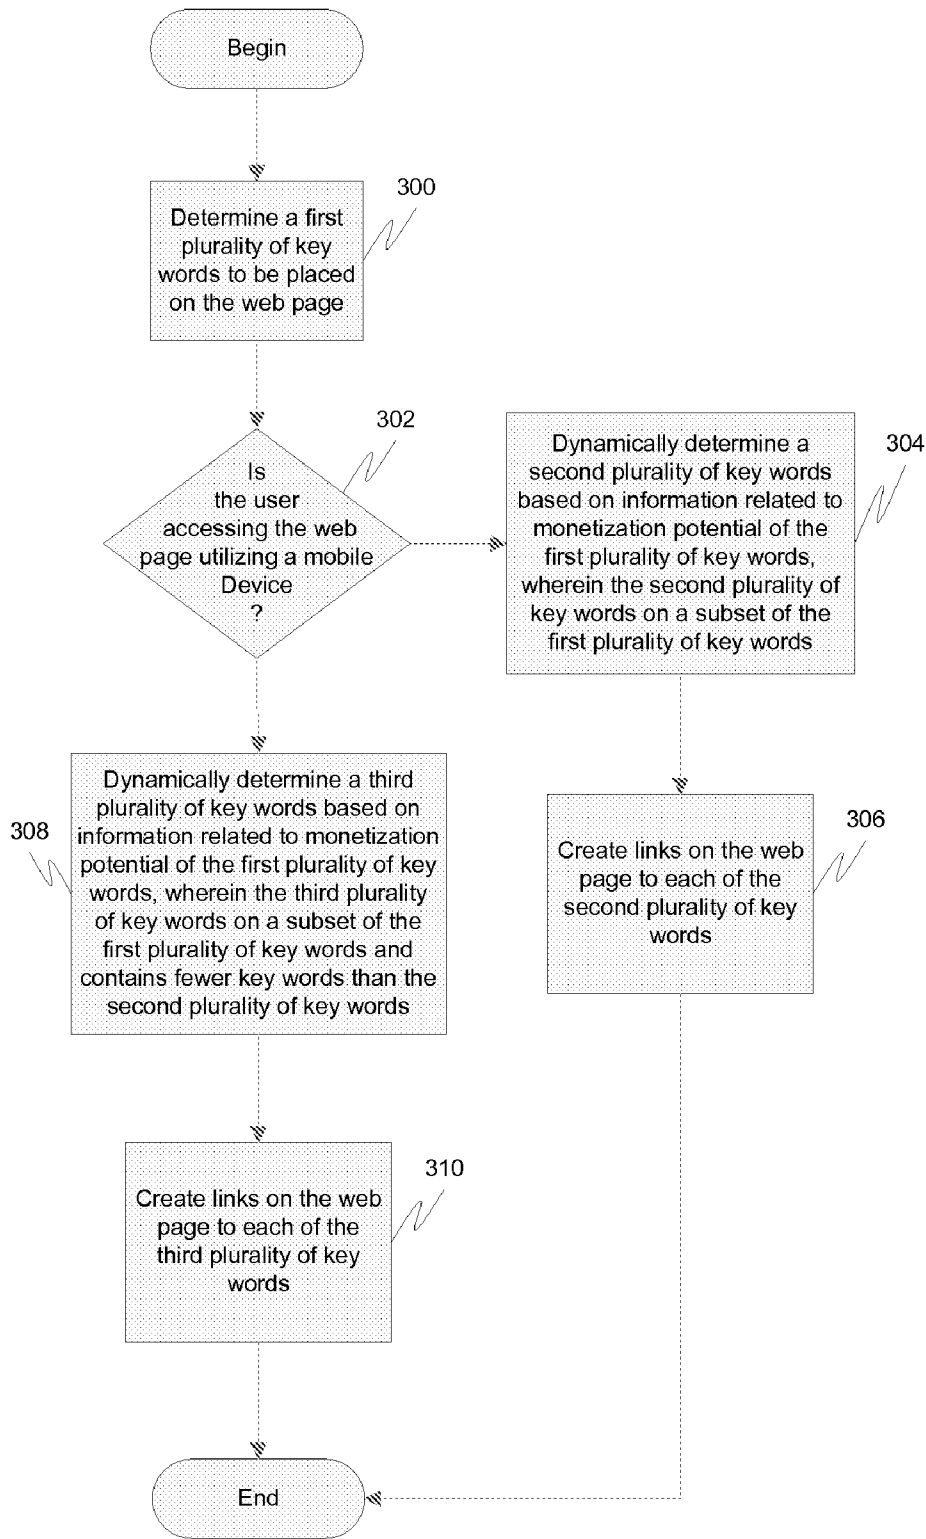 Begin
300
Determine a first
plurality of key
words to be placed
on the web page
302
Is
the user
accessing the web
page utilizing a mobile
Device
?
304
Dynamically determine a
second plurality of key words
based on information related to
monetization potential of the
first plurality of key words,
wherein the second plurality of
key words on a subset of the
first plurality of key words
306
Create links on the web
page to each of the
second plurality of key
words
308
Dynamically determine a third
plurality of key words based on
information related to monetization
potential of the first plurality of key
words, wherein the third plurality
of key words on a subset of the
first plurality of key words and
contains fewer key words than the
second plurality of key words
310
Create links on the web
page to each of the
third plurality of key
words
End